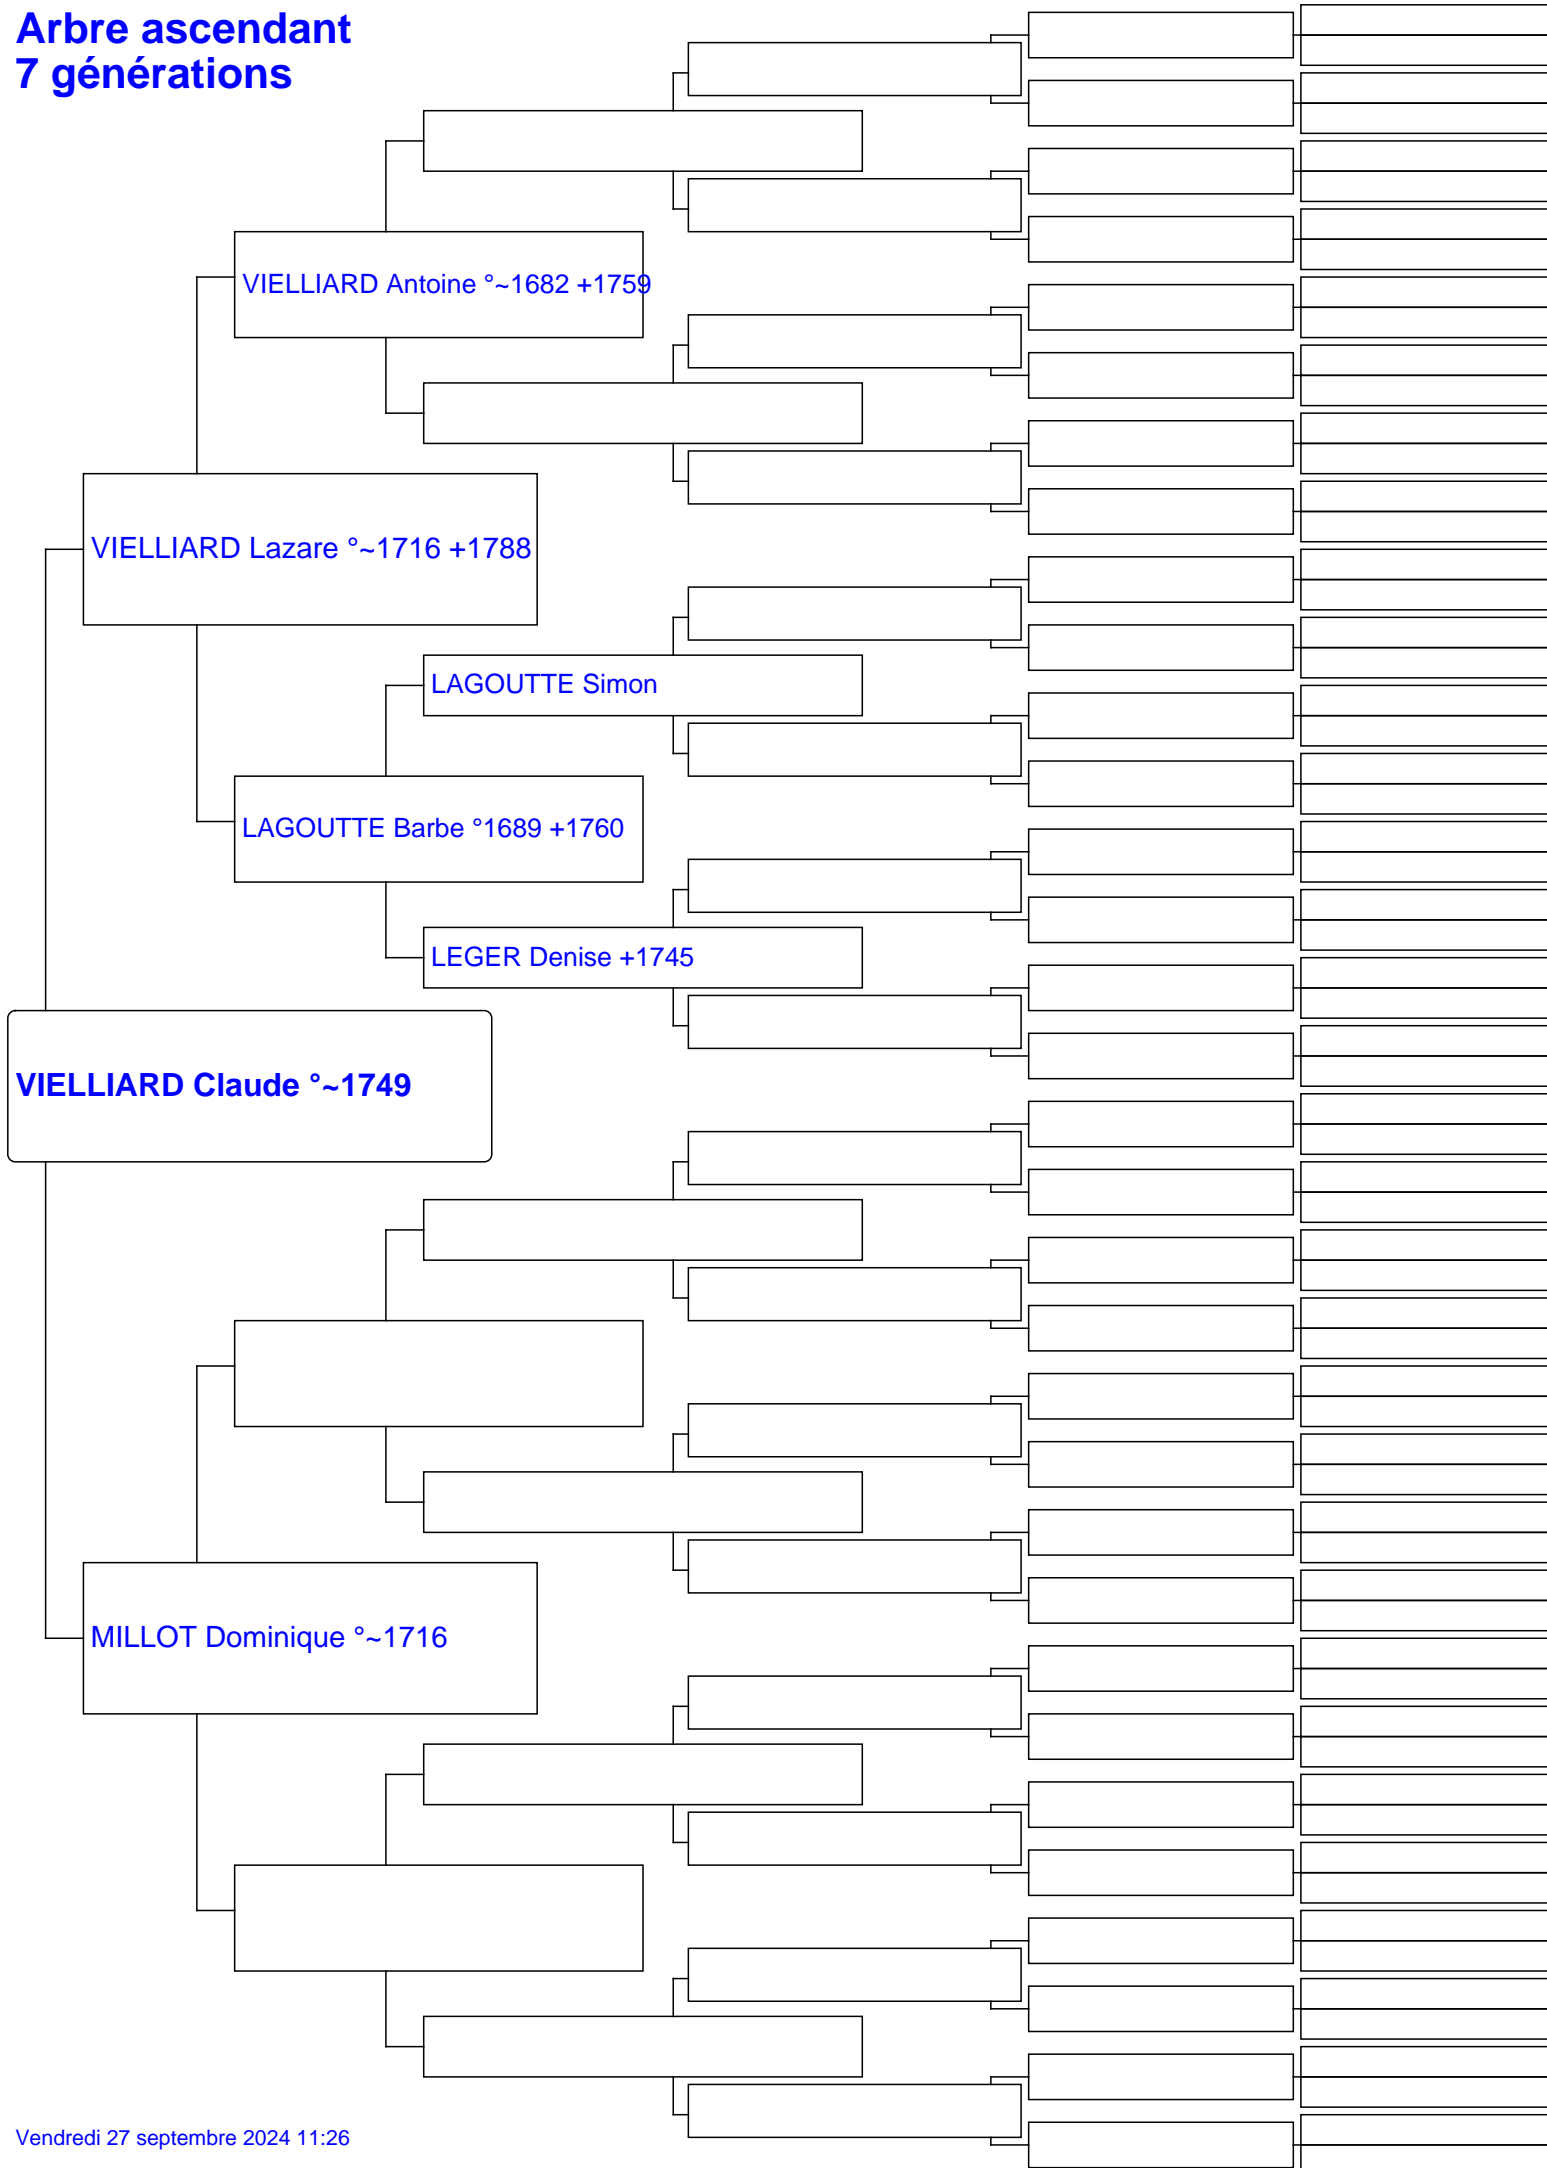 Arbre ascendant
7 générations
VIELLIARD Antoine °~1682 +1759
VIELLIARD Lazare °~1716 +1788
LAGOUTTE Simon
LAGOUTTE Barbe °1689 +1760
LEGER Denise +1745
VIELLIARD Claude °~1749
MILLOT Dominique °~1716
Vendredi 27 septembre 2024 11:26